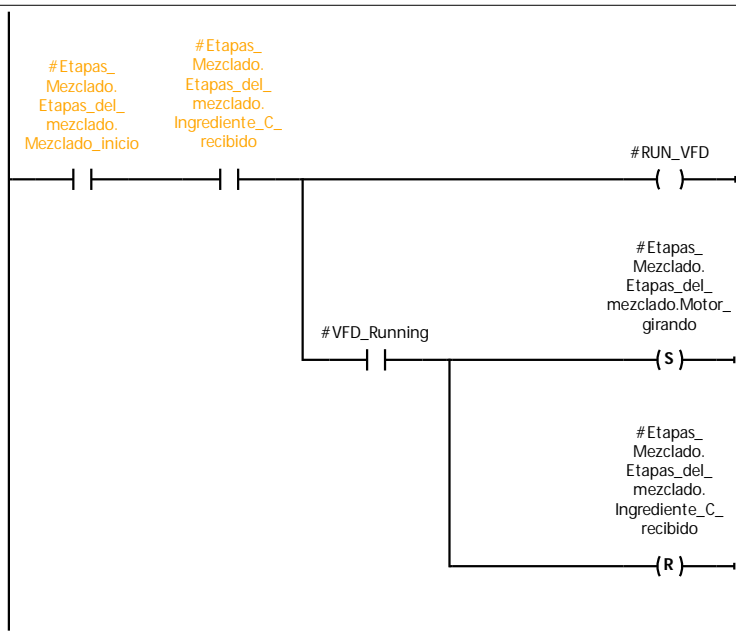 #Etapas_
Mezclado.
Etapas_del_
mezclado.
Mezclado_inicio
#Etapas_
Mezclado.
Etapas_del_
mezclado.
Ingrediente_C_
recibido
#RUN_VFD
#Etapas_
Mezclado.
Etapas_del_
mezclado.Motor_
girando
#VFD_Running
S
#Etapas_
Mezclado.
Etapas_del_
mezclado.
Ingrediente_C_
recibido
R